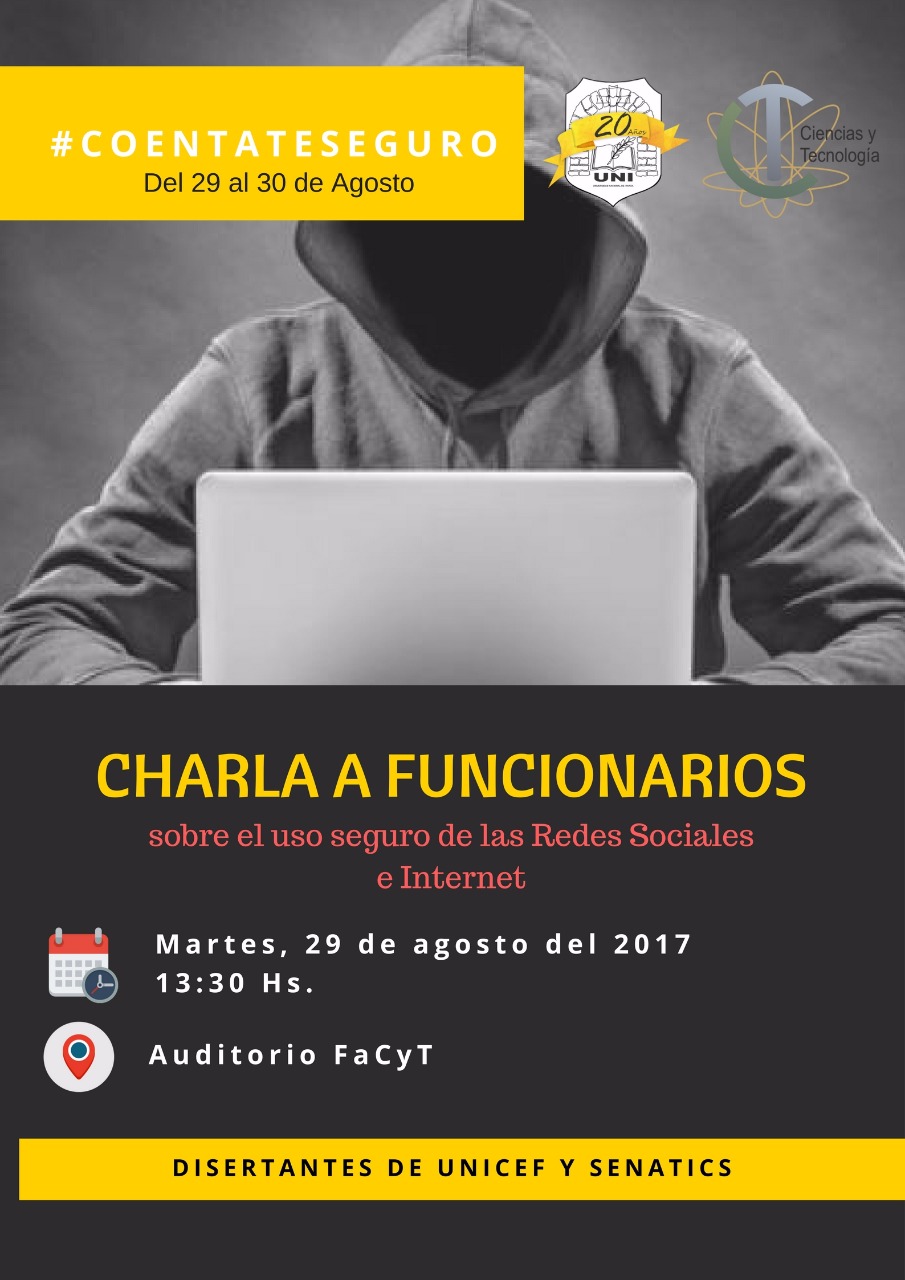 #COENTATESEGURO
Del 29 al 30 de Agosto
20 Años
UNI
Ciencias y
Tecnología
CHARLA A FUNCIONARIOS
sobre el uso seguro de las Redes Sociales
e Internet
Martes, 29 de agosto del 2017
13:30 Hs.
Auditorio FaCyT
DISERTANTES DE UNICEF Y SENATICS